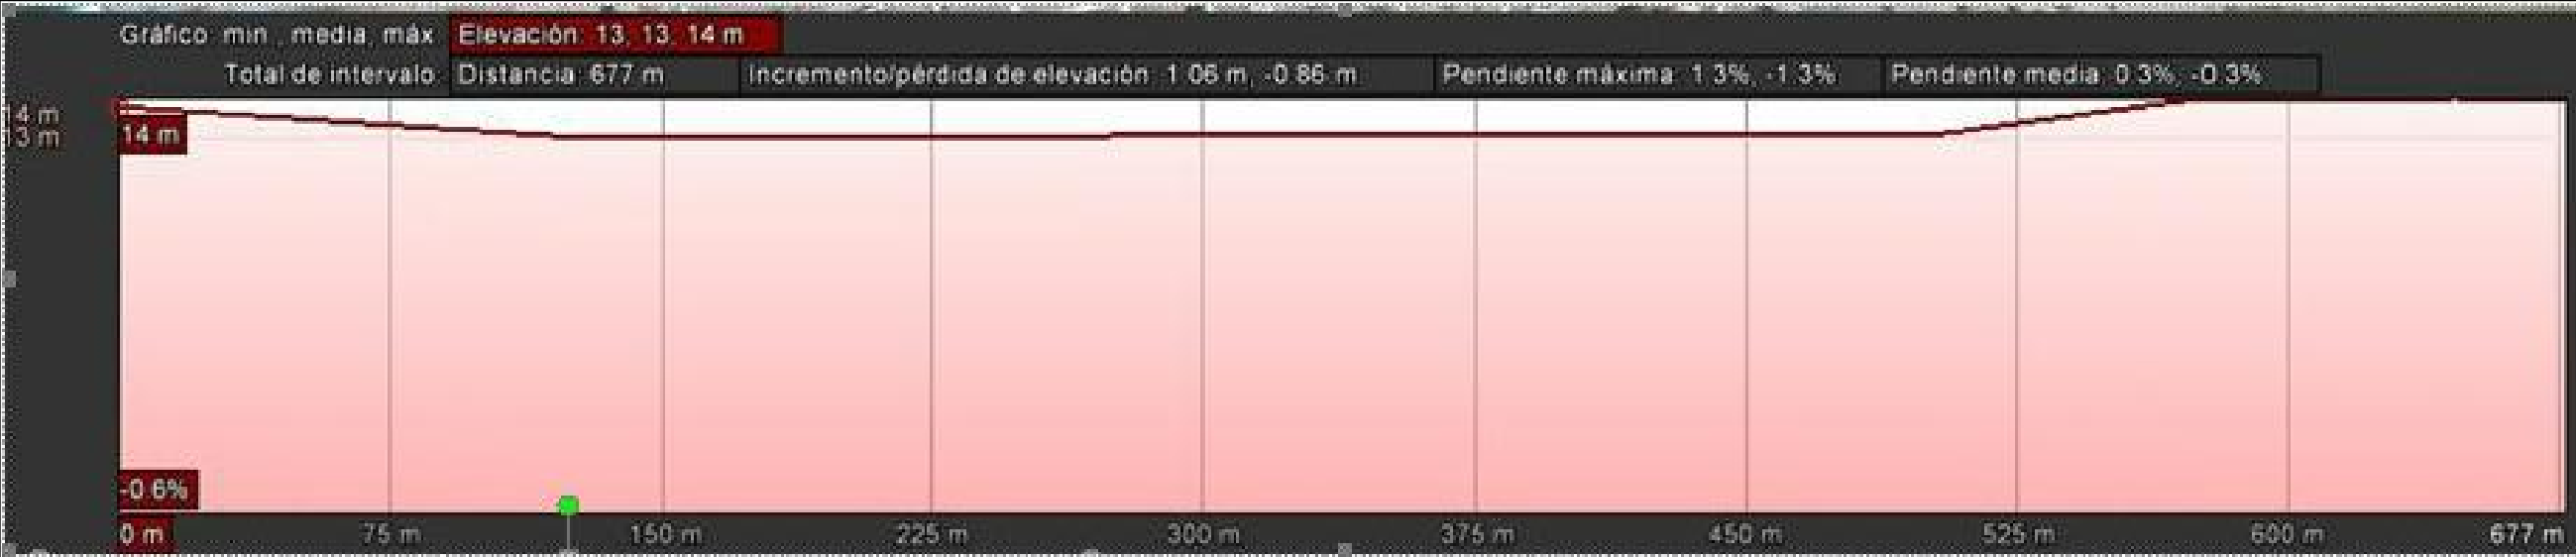 Gráfico min , media, máx Elevación: 13, 13, 14 m
Total de intervalo Distancia: 677 m Incremento/pérdida de elevación 1 06 m, -0 86 m Pendiente máxima 1 3%, -1 3% Pendiente media 0 3%, -0 3%
14 m
13 m
14 m
-0 6%
0 m 75 m 150 m 225 m 300 m 375 m 450 m 525 m 600 m 677 m